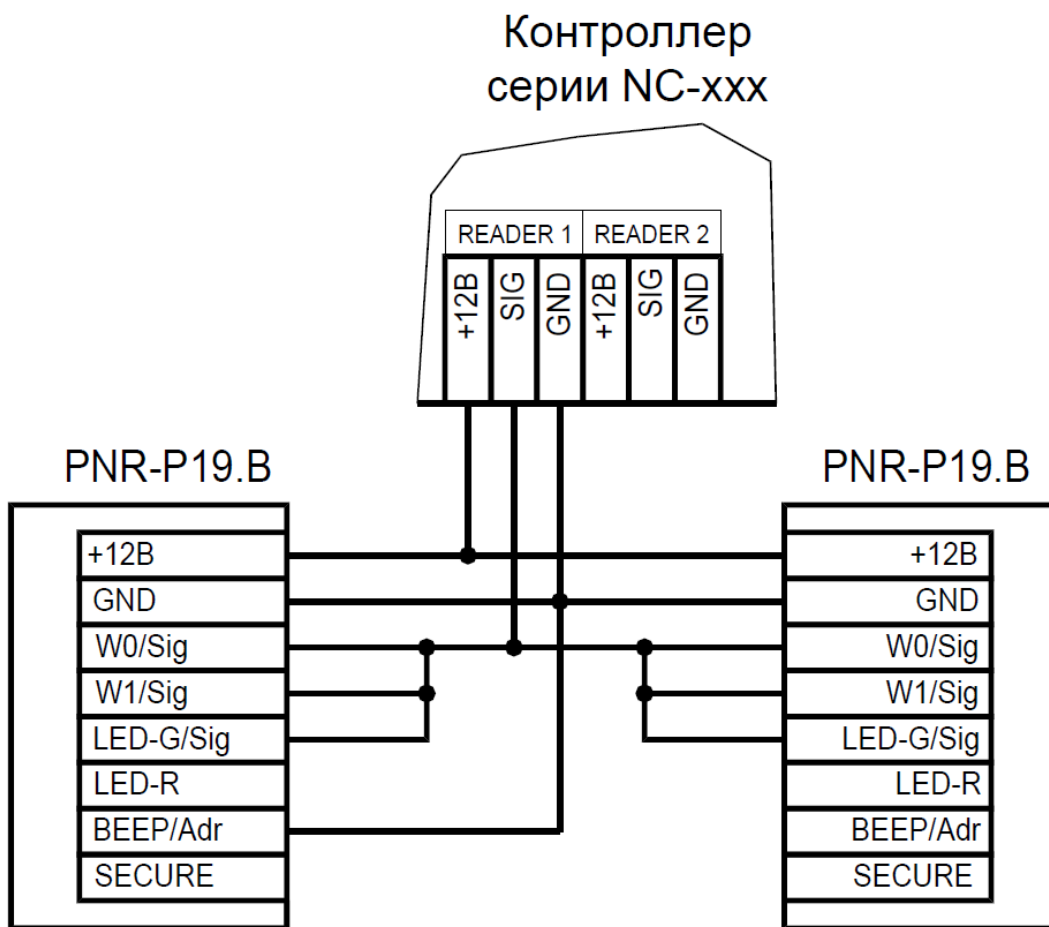 Контроллер
серии NC-xxx
READER 1 READER 2
+12В SIG GND +12В SIG GND
PNR-P19.B
+12В
GND
W0/Sig
W1/Sig
LED-G/Sig
LED-R
BEEP/Adr
SECURE
PNR-P19.B
+12В
GND
W0/Sig
W1/Sig
LED-G/Sig
LED-R
BEEP/Adr
SECURE